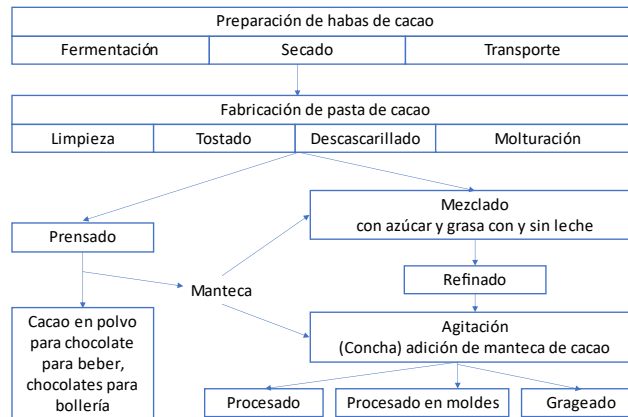 Preparación de habas de cacao
Fermentación
Secado
Transporte
Fabricación de pasta de cacao
Limpieza
Tostado
Descascarillado
Molturación
Prensado
Mezclado
con azúcar y grasa con y sin leche
Manteca
Refinado
Cacao en polvo
para chocolate
para beber,
chocolates para
bollería
Agitación
(Concha) adición de manteca de cacao
Procesado
Procesado en moldes
Grageado